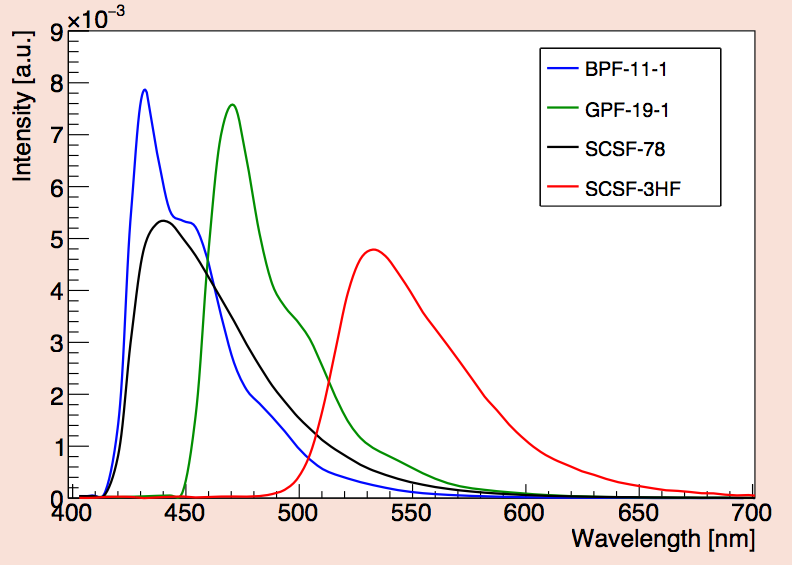 9 ×10⁻³
Intensity [a.u.]
8
7
6
5
4
3
2
1
0
BPF-11-1
GPF-19-1
SCSF-78
SCSF-3HF
400 450 500 550 600 650 700
Wavelength [nm]